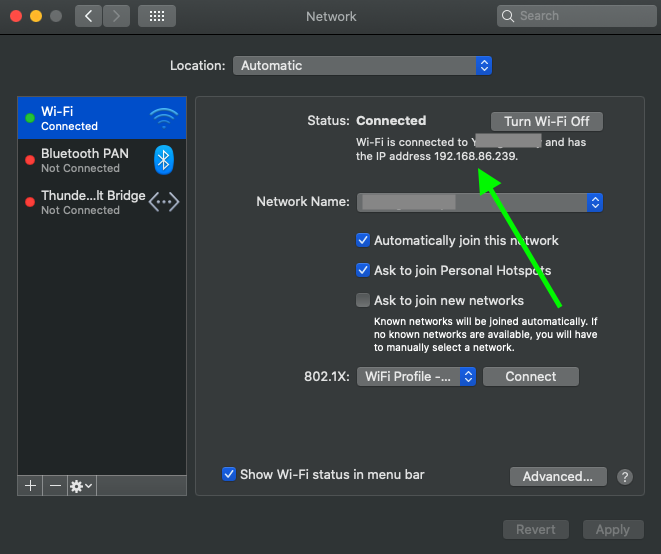 Network
Search
Location:
Automatic
Wi-Fi
Connected
Bluetooth PAN
Not Connected
Thunde...lt Bridge
Not Connected
Status:
Connected
Turn Wi-Fi Off
Wi-Fi is connected to and has
the IP address 192.168.86.239.
Network Name:
Automatically join this network
Ask to join Personal Hotspots
Ask to join new networks
Known networks will be joined automatically. If
no known networks are available, you will have
to manually select a network.
802.1X:
WiFi Profile -...
Connect
Show Wi-Fi status in menu bar
Advanced...
?
Revert
Apply